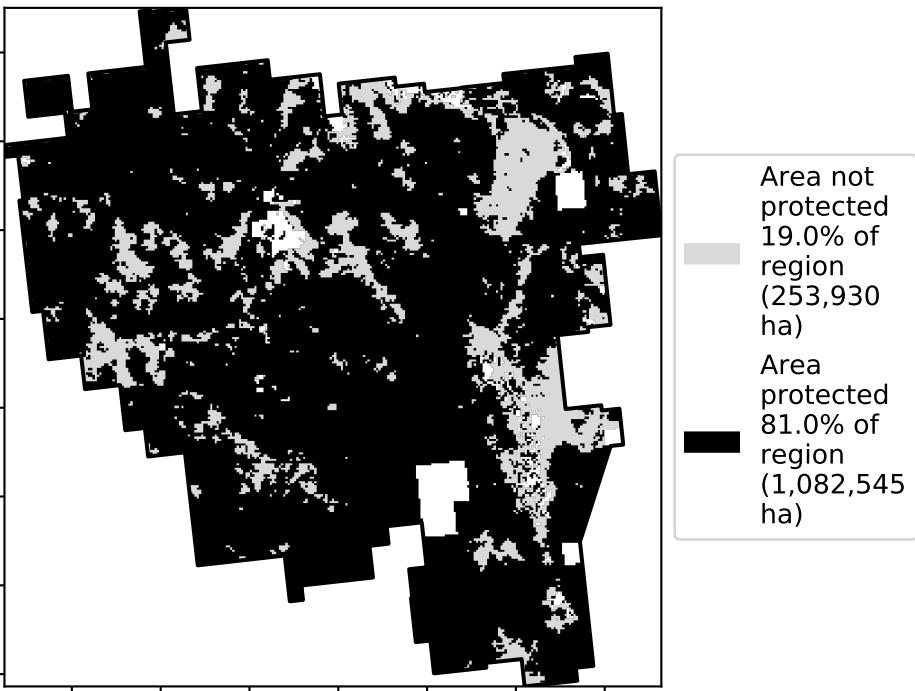 Area not
protected
19.0% of
region
(253,930
ha)
Area
protected
81.0% of
region
(1,082,545
ha)